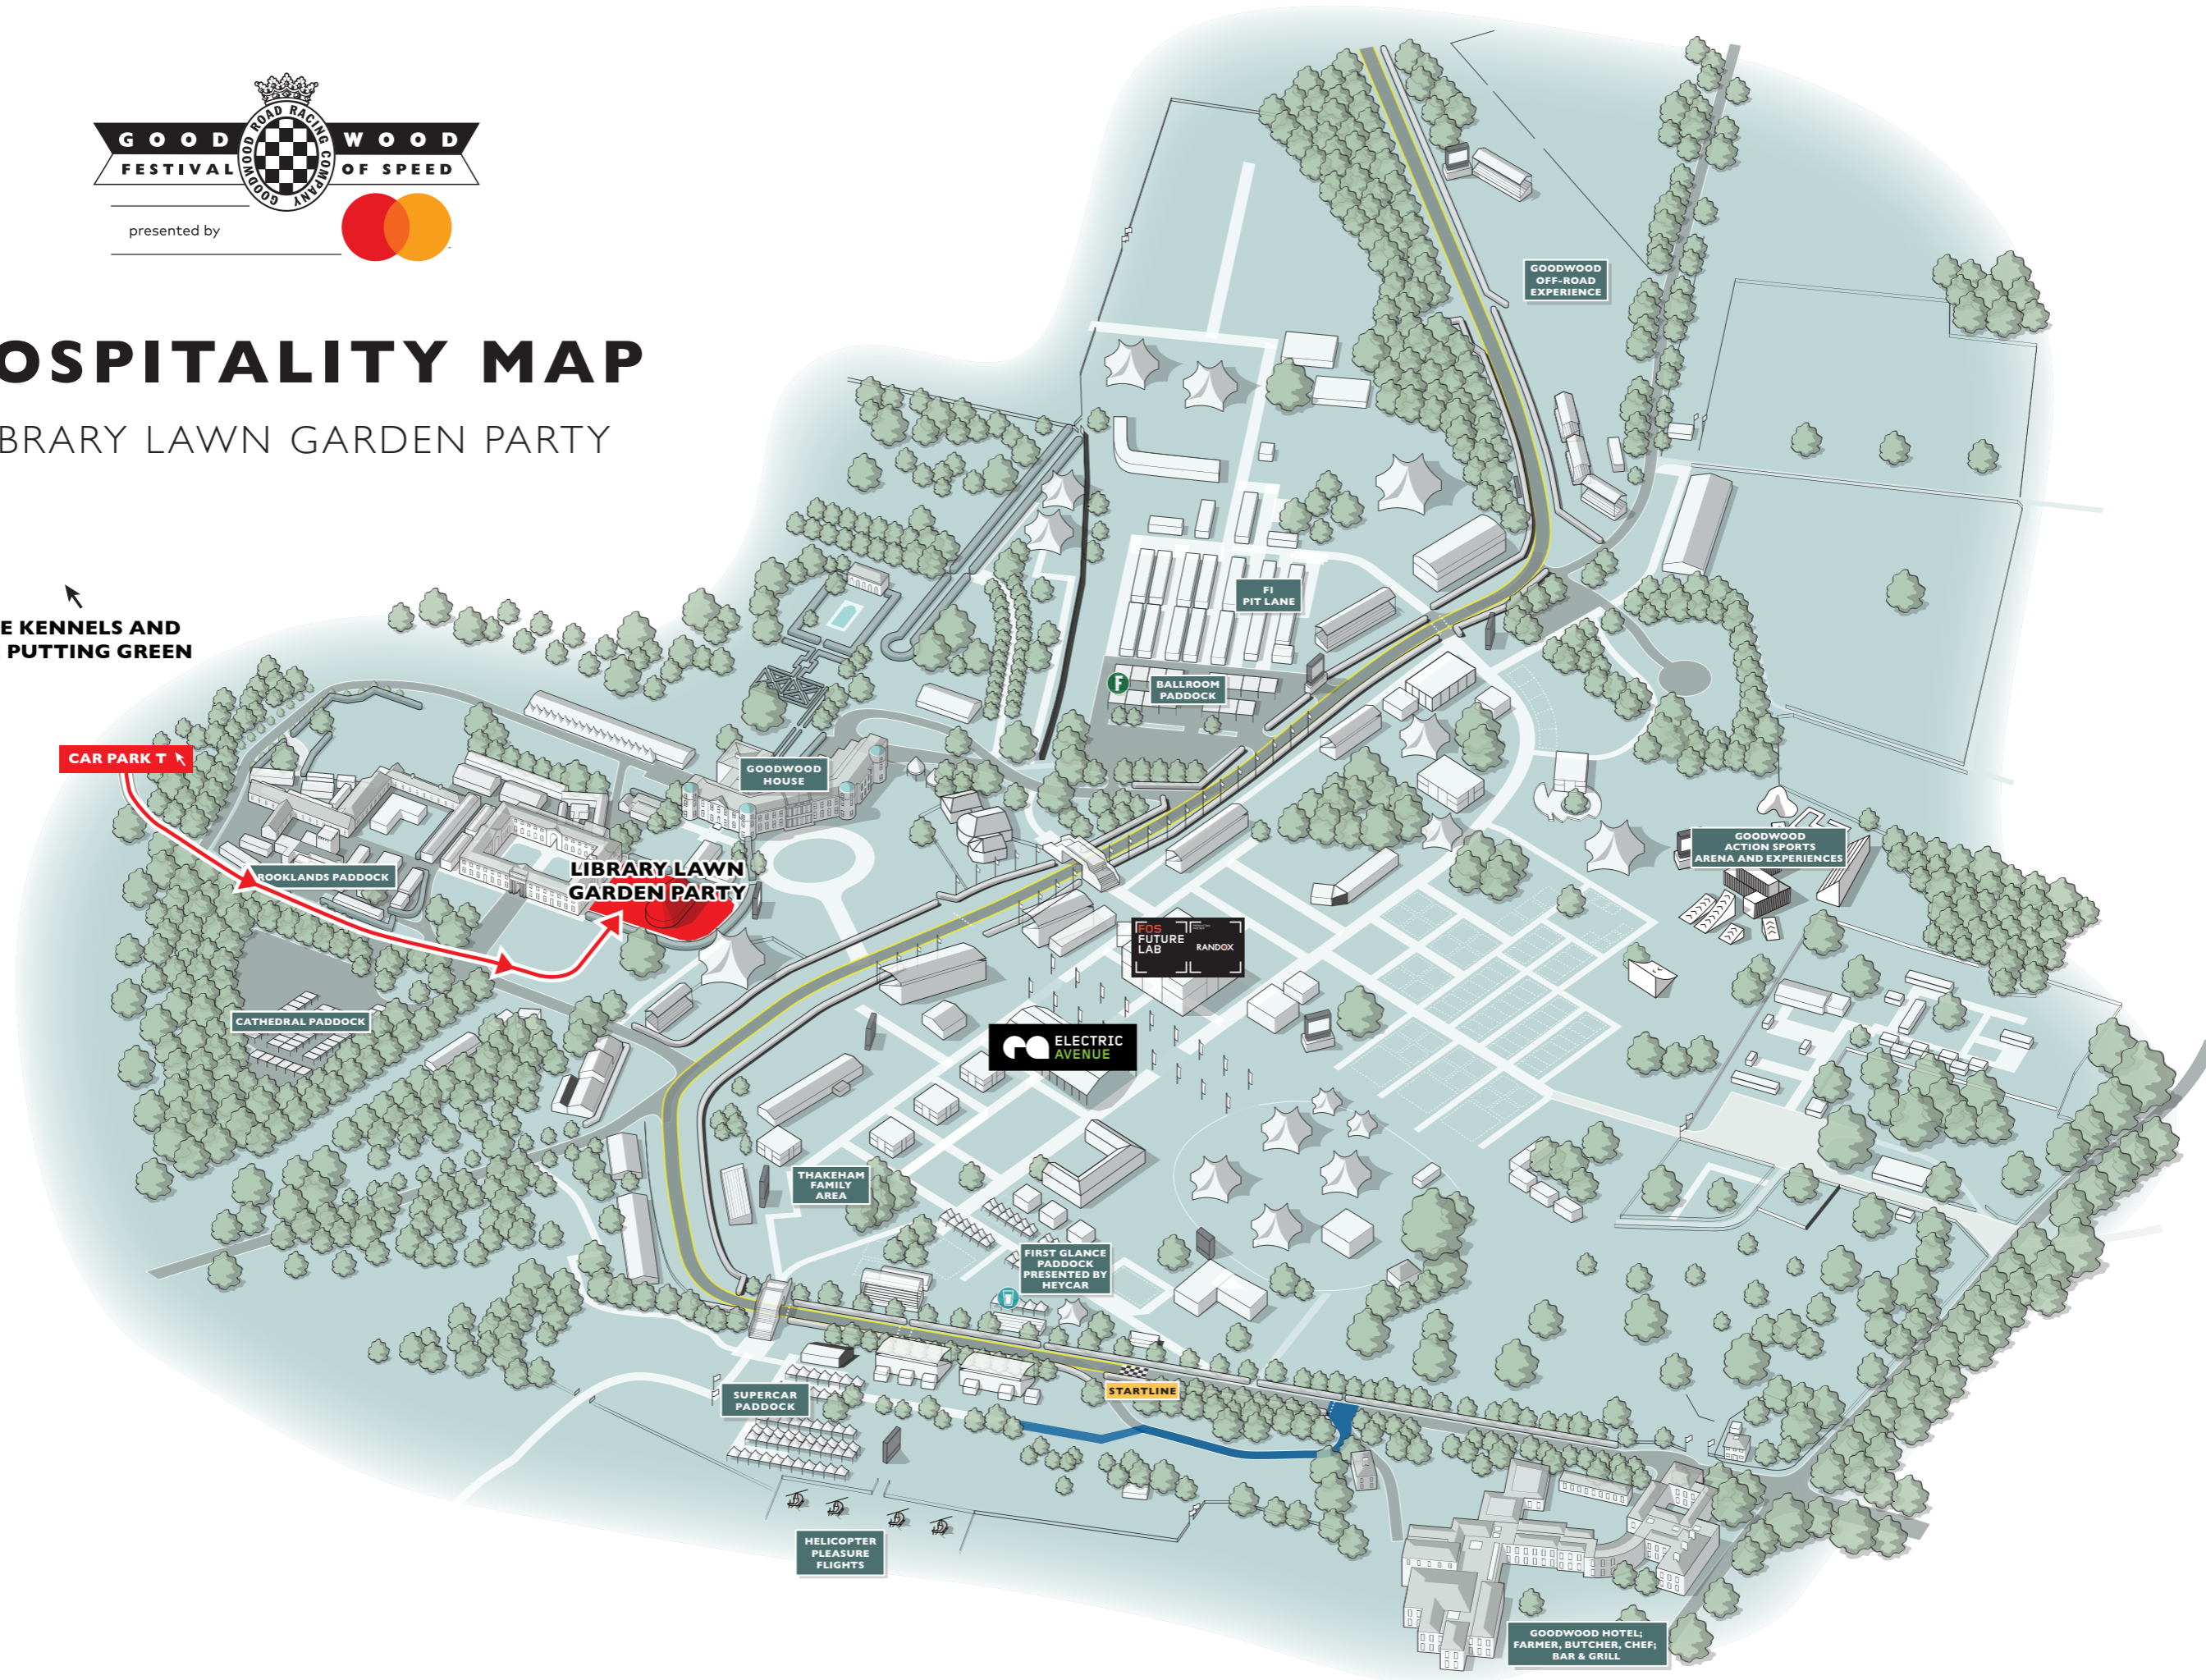 GOOD WOOD
FESTIVAL OF SPEED
GOODWOOD ROAD RACING COMPANY
presented by
OSPITALITY MAP
BRARY LAWN GARDEN PARTY
E KENNELS AND
PUTTING GREEN
CAR PARK T
ROOKLANDS PADDOCK
CATHEDRAL PADDOCK
LIBRARY LAWN
GARDEN PARTY
GOODWOOD
HOUSE
GOODWOOD
OFF-ROAD
EXPERIENCE
F1
PIT LANE
F
BALLROOM
PADDOCK
GOODWOOD
ACTION SPORTS
ARENA AND EXPERIENCES
FOS
FUTURE
LAB
RANDOX
ELECTRIC
AVENUE
THAKEHAM
FAMILY
AREA
FIRST GLANCE
PADDOCK
PRESENTED BY
HEYCAR
STARTLINE
SUPERCAR
PADDOCK
HELICOPTER
PLEASURE
FLIGHTS
GOODWOOD HOTEL;
FARMER, BUTCHER, CHEF;
BAR & GRILL